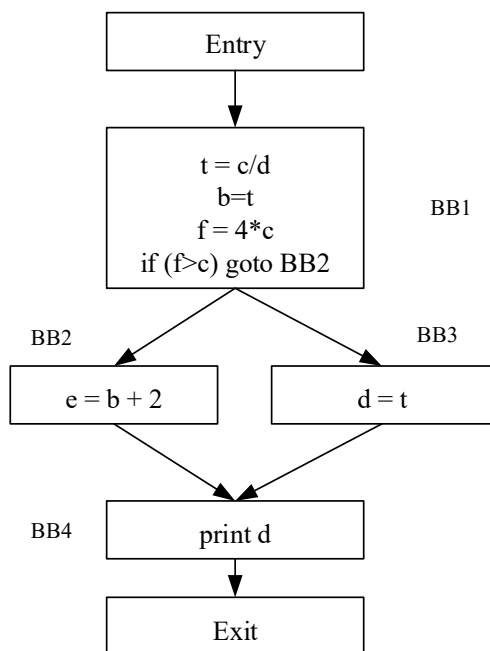 Entry
t = c/d
b=t
f = 4*c
if (f>c) goto BB2
BB1
BB2
BB3
e = b + 2
d = t
BB4
print d
Exit